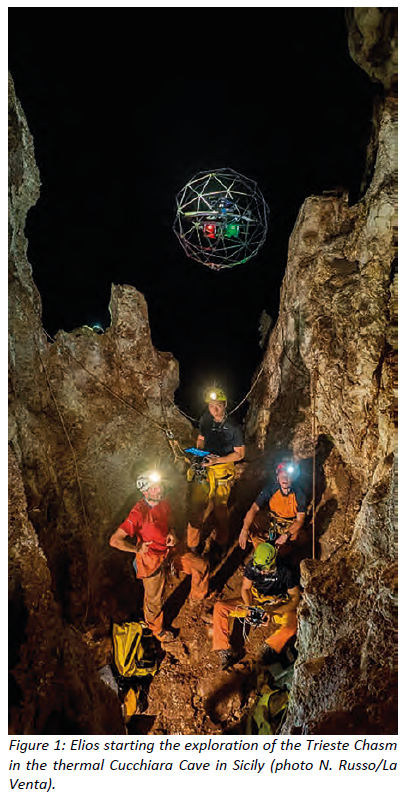 Figure 1: Elios starting the exploration of the Trieste Chasm
in the thermal Cucchiara Cave in Sicily (photo N. Russo/La
Venta).